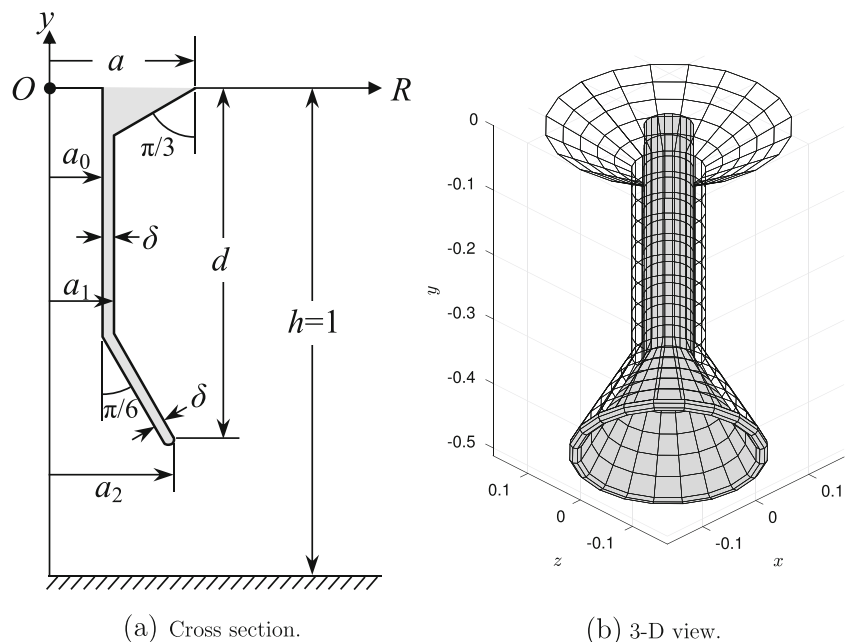 y
a
O
R
π/3
a₀
δ
d
a₁
h=1
π/6
δ
a₂
(a) Cross section.
0
-0.1
-0.2
-0.3
-0.4
-0.5
y
0.1
0
-0.1
z
0.1
0
-0.1
x
(b) 3-D view.